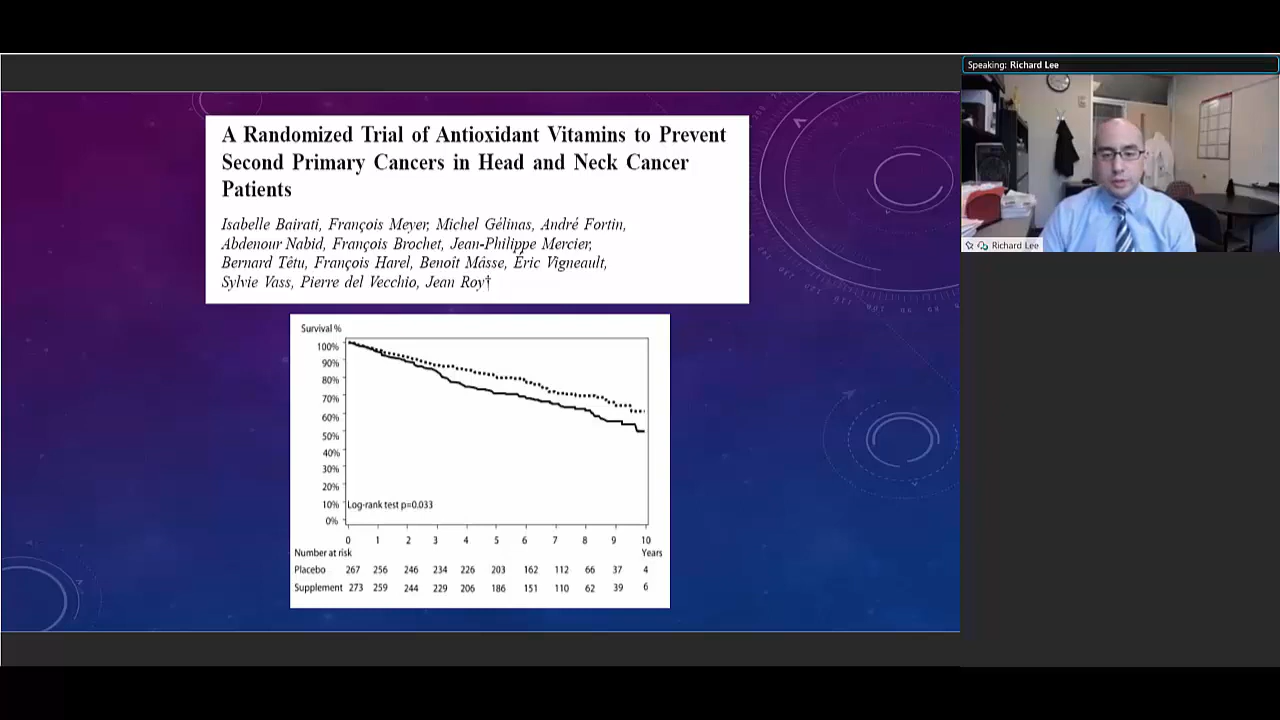 Speaking: Richard Lee
A Randomized Trial of Antioxidant Vitamins to Prevent
Second Primary Cancers in Head and Neck Cancer
Patients
Isabelle Bairati, François Meyer, Michel Gélinas, André Fortin,
Abdenour Nabid, François Brochet, Jean-Philippe Mercier,
Bernard Têtu, François Harel, Benoît Mâsse, Éric Vigneault,
Sylvie Vass, Pierre del Vecchio, Jean Roy†
Richard Lee
Survival %
100%
90%
80%
70%
60%
50%
40%
30%
20%
10%
0%
Log-rank test p=0.033
0 1 2 3 4 5 6 7 8 9 10
Number at risk Years
Placebo 267 256 246 234 226 203 162 112 66 37 4
Supplement 273 259 244 229 206 186 151 110 62 39 6